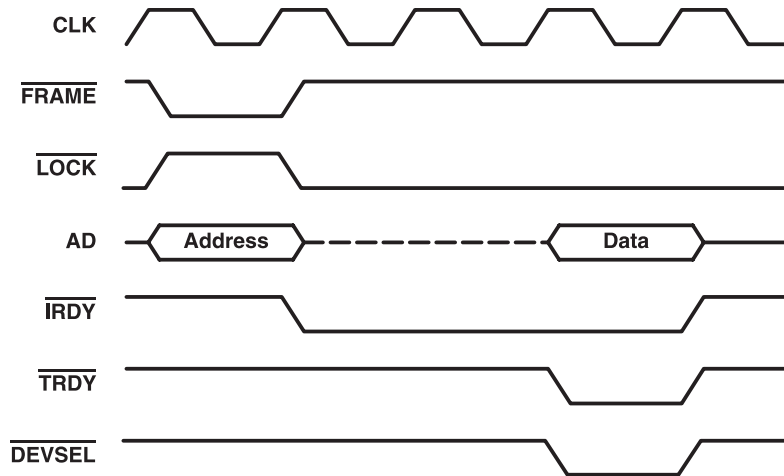 CLK
FRAME
LOCK
AD Address Data
IRDY
TRDY
DEVSEL